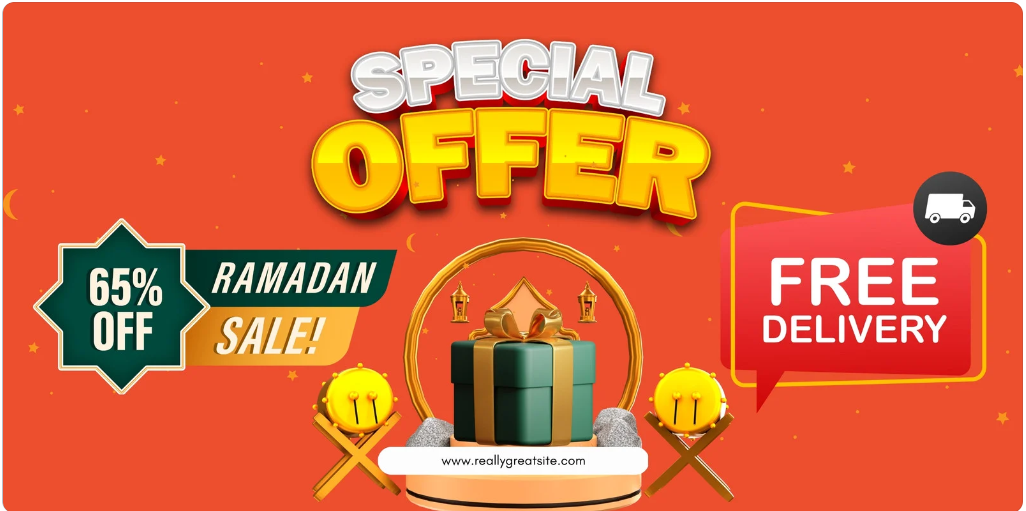 SPECIAL
OFFER
65%
OFF
RAMADAN
SALE!
FREE
DELIVERY
www.reallygreatsite.com